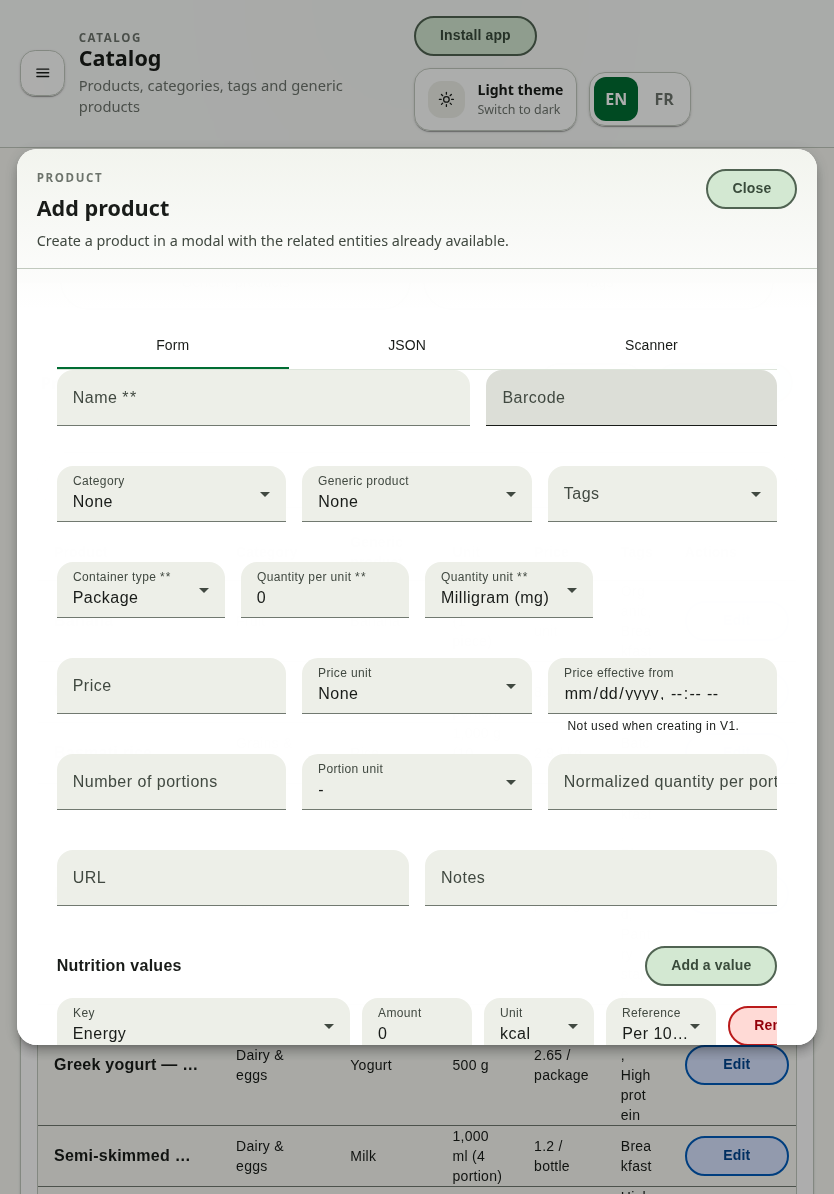 CATALOG
Catalog
Products, categories, tags and generic
products
Install app
Light theme
Switch to dark
EN
FR
PRODUCT
Add product
Create a product in a modal with the related entities already available.
Close
Form
JSON
Scanner
Name **
Barcode
Category
None
Generic product
None
Tags
Container type **
Package
Quantity per unit **
0
Quantity unit **
Milligram (mg)
Price
Price unit
None
Price effective from
mm/dd/yyyy, --:-- --
Not used when creating in V1.
Number of portions
Portion unit
-
Normalized quantity per port
URL
Notes
Nutrition values
Add a value
Key
Energy
Amount
0
Unit
kcal
Reference
Per 10...
Rer
Greek yogurt — ...
Dairy &
eggs
Yogurt
500 g
2.65 /
package
,
High
prot
ein
Edit
Semi-skimmed ...
Dairy &
eggs
Milk
1,000
ml (4
portion)
1.2 /
bottle
Brea
kfast
Edit